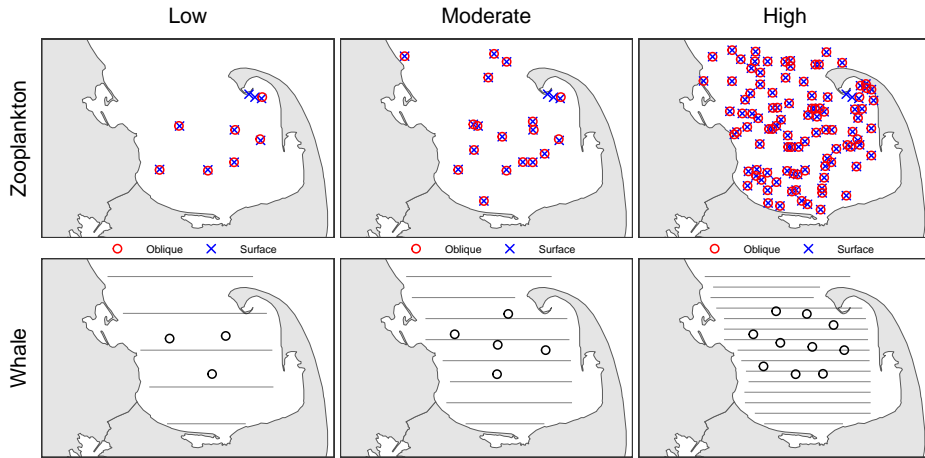 Low Moderate High
Zooplankton
Oblique Surface Oblique Surface Oblique Surface
Whale